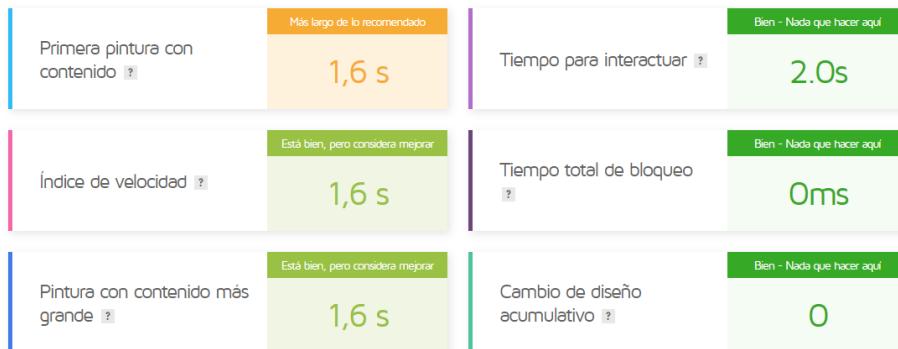 Más largo de lo recomendado
Primera pintura con
contenido ?
1,6 s
Bien - Nada que hacer aquí
Tiempo para interactuar ?
2.0s
Está bien, pero considera mejorar
Índice de velocidad ?
1,6 s
Bien - Nada que hacer aquí
Tiempo total de bloqueo
?
0ms
Está bien, pero considera mejorar
Pintura con contenido más
grande ?
1,6 s
Bien - Nada que hacer aquí
Cambio de diseño
acumulativo ?
0